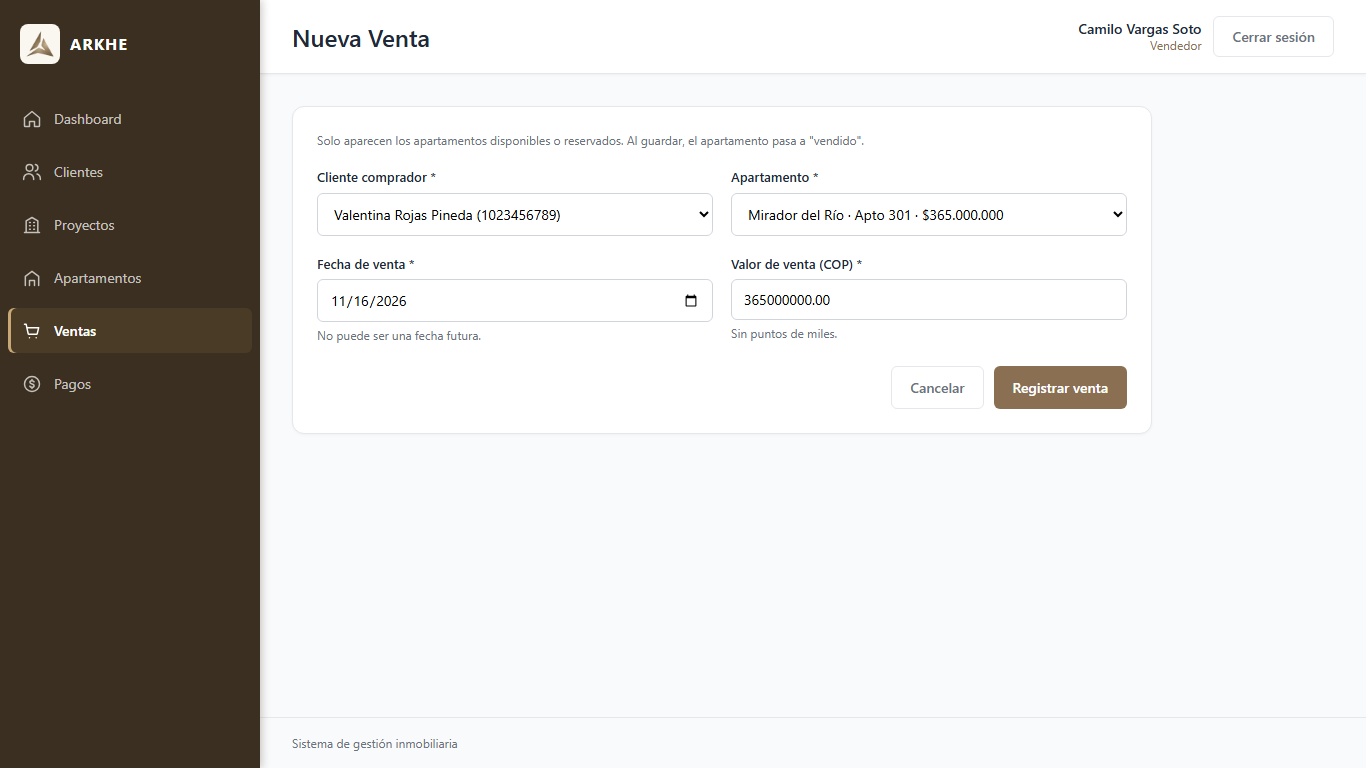 ARKHE
Dashboard
Clientes
Proyectos
Apartamentos
Ventas
Pagos
Nueva Venta
Camilo Vargas Soto
Vendedor
Cerrar sesión
Solo aparecen los apartamentos disponibles o reservados. Al guardar, el apartamento pasa a "vendido".
Cliente comprador *
Valentina Rojas Pineda (1023456789)
Apartamento *
Mirador del Río · Apto 301 · $365.000.000
Fecha de venta *
11/16/2026
No puede ser una fecha futura.
Valor de venta (COP) *
365000000.00
Sin puntos de miles.
Cancelar
Registrar venta
Sistema de gestión inmobiliaria